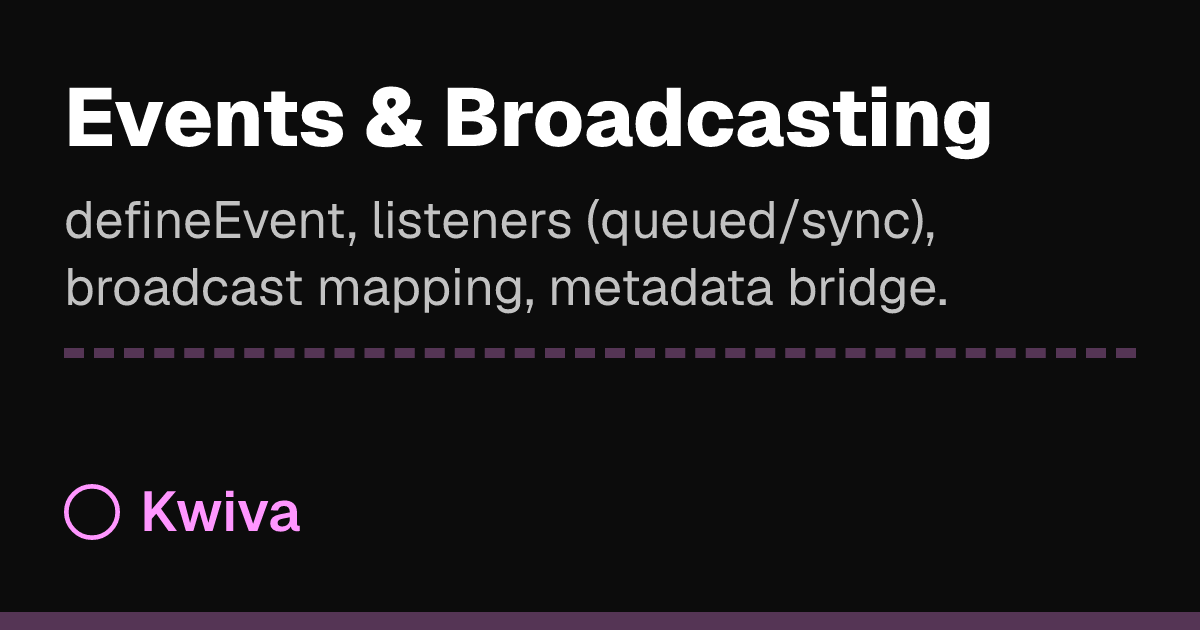 Events & Broadcasting
defineEvent, listeners (queued/sync),
broadcast mapping, metadata bridge.
Kwiva